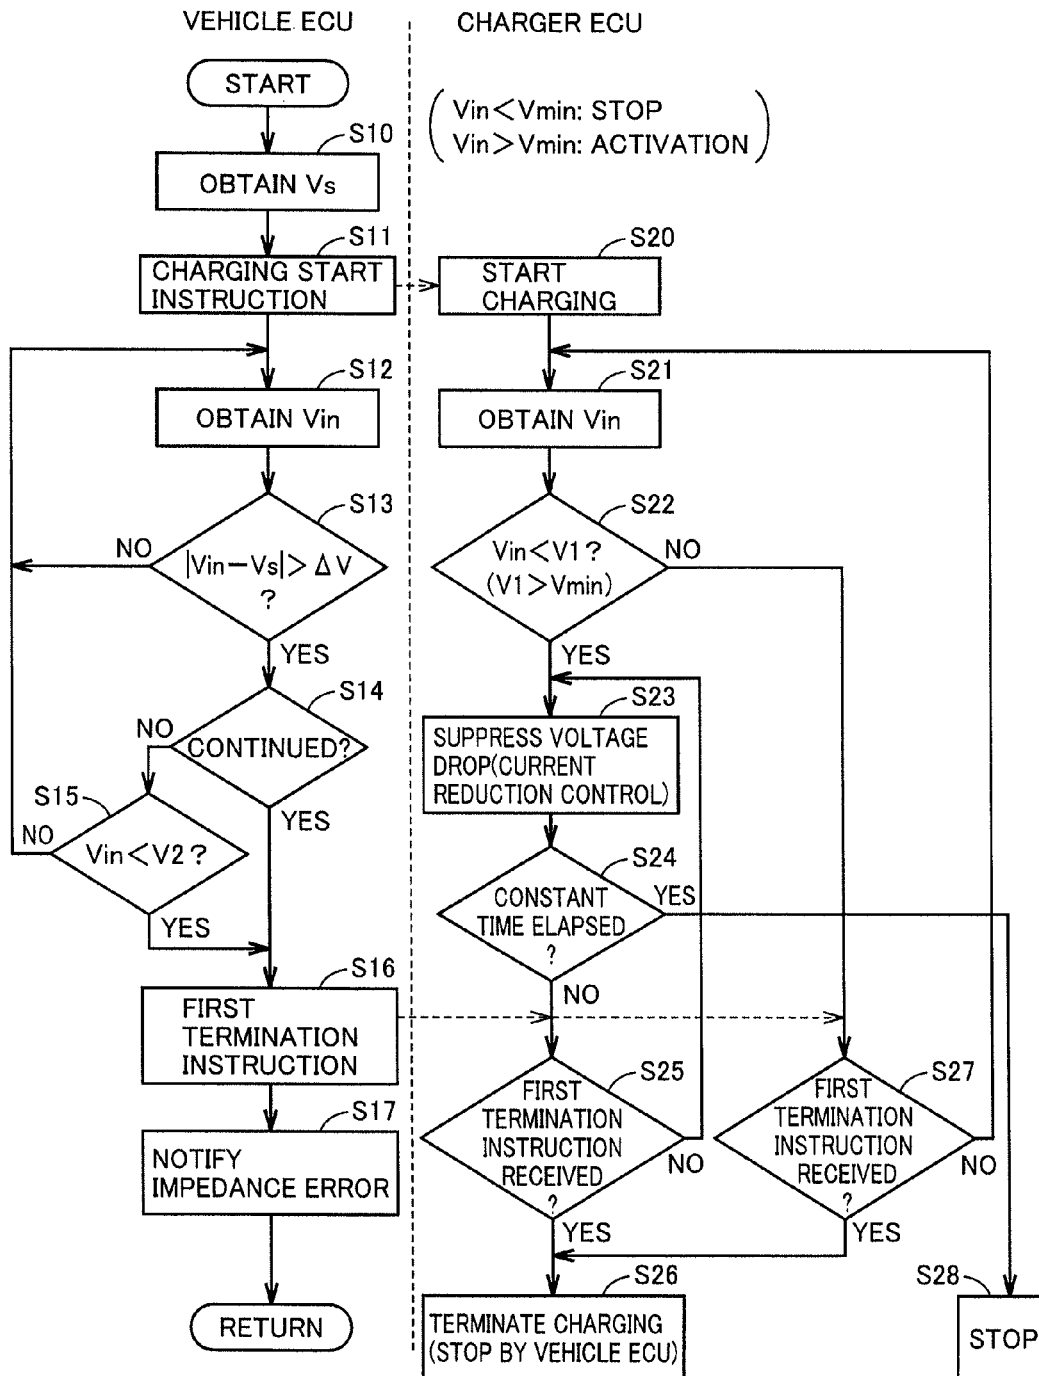 VEHICLE ECU
CHARGER ECU
START
Vin<Vmin: STOP
Vin>Vmin: ACTIVATION
S10
OBTAIN Vs
S11
CHARGING START
INSTRUCTION
S20
START
CHARGING
S12
OBTAIN Vin
S21
OBTAIN Vin
S13
|Vin−Vs|>ΔV
?
NO
YES
S22
Vin<V1?
(V1>Vmin)
NO
YES
S14
CONTINUED?
NO
YES
S23
SUPPRESS VOLTAGE
DROP(CURRENT
REDUCTION CONTROL)
S15
Vin<V2?
NO
YES
S24
CONSTANT
TIME ELAPSED
?
YES
NO
S16
FIRST
TERMINATION
INSTRUCTION
S25
FIRST
TERMINATION
INSTRUCTION
RECEIVED
?
NO
YES
S27
FIRST
TERMINATION
INSTRUCTION
RECEIVED
?
NO
YES
S17
NOTIFY
IMPEDANCE ERROR
RETURN
S26
TERMINATE CHARGING
(STOP BY VEHICLE ECU)
S28
STOP